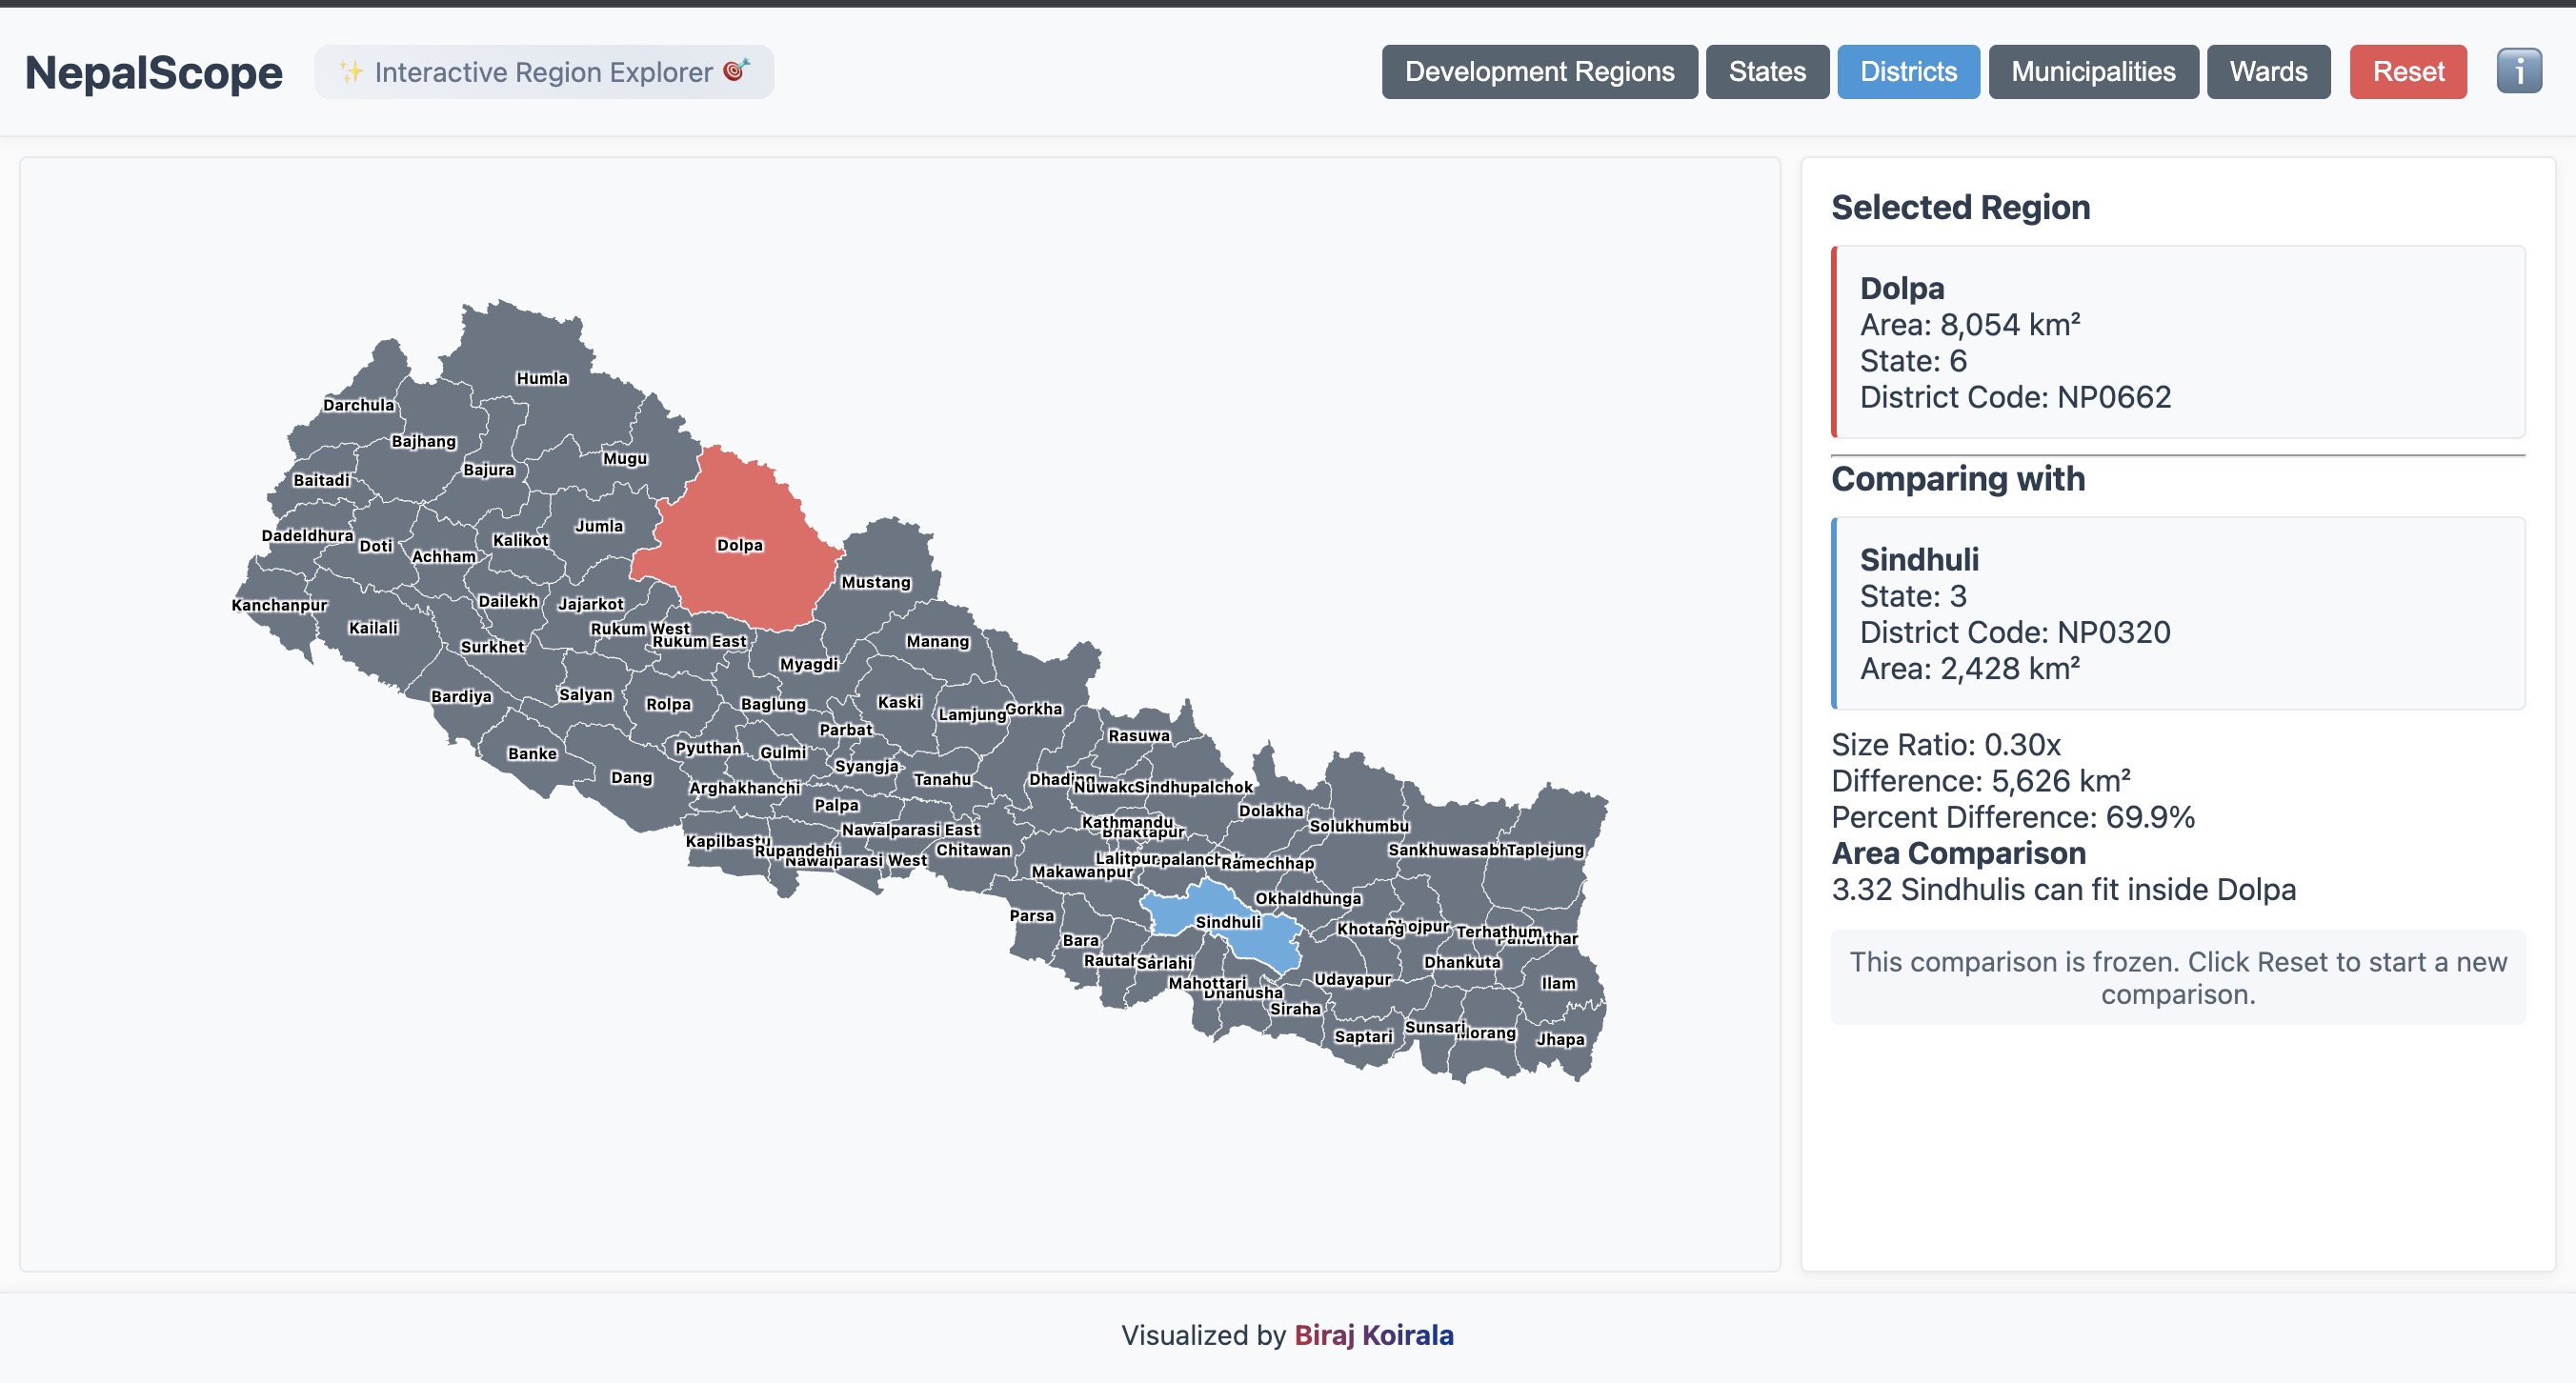 NepalScope
✨ Interactive Region Explorer 🎯
Development Regions
States
Districts
Municipalities
Wards
Reset
i
Humla
Darchula
Bajhang
Mugu
Bajura
Baitadi
Jumla
Dadeldhura
Kalikot
Doti
Dolpa
Achham
Mustang
Dailekh
Jajarkot
Kanchanpur
Kailali
Rukum West
Rukum East
Manang
Surkhet
Myagdi
Bardiya
Salyan
Rolpa
Baglung
Kaski
Gorkha
Lamjung
Parbat
Rasuwa
Pyuthan
Gulmi
Banke
Syangja
Dang
Tanahu
Dhading
Nuwako
Sindhupalchok
Arghakhanchi
Palpa
Dolakha
Kathmandu
Solukhumbu
Nawalparasi East
Bhaktapur
Kapilbastu
Rupandehi
Chitawan
Sankhuwasabh
Taplejung
Nawalparasi West
Lalitpur
palanch
Ramechhap
Makawanpur
Okhaldhunga
Parsa
Sindhuli
Khotang
Bhojpur
Terhathum
Panchthar
Bara
Rautah
Sarlahi
Dhankuta
Mahottari
Udayapur
Ilam
Dhanusha
Siraha
Sunsari
Morang
Saptari
Jhapa
Selected Region
Dolpa
Area: 8,054 km²
State: 6
District Code: NP0662
Comparing with
Sindhuli
State: 3
District Code: NP0320
Area: 2,428 km²
Size Ratio: 0.30x
Difference: 5,626 km²
Percent Difference: 69.9%
Area Comparison
3.32 Sindhulis can fit inside Dolpa
This comparison is frozen. Click Reset to start a new
comparison.
Visualized by Biraj Koirala